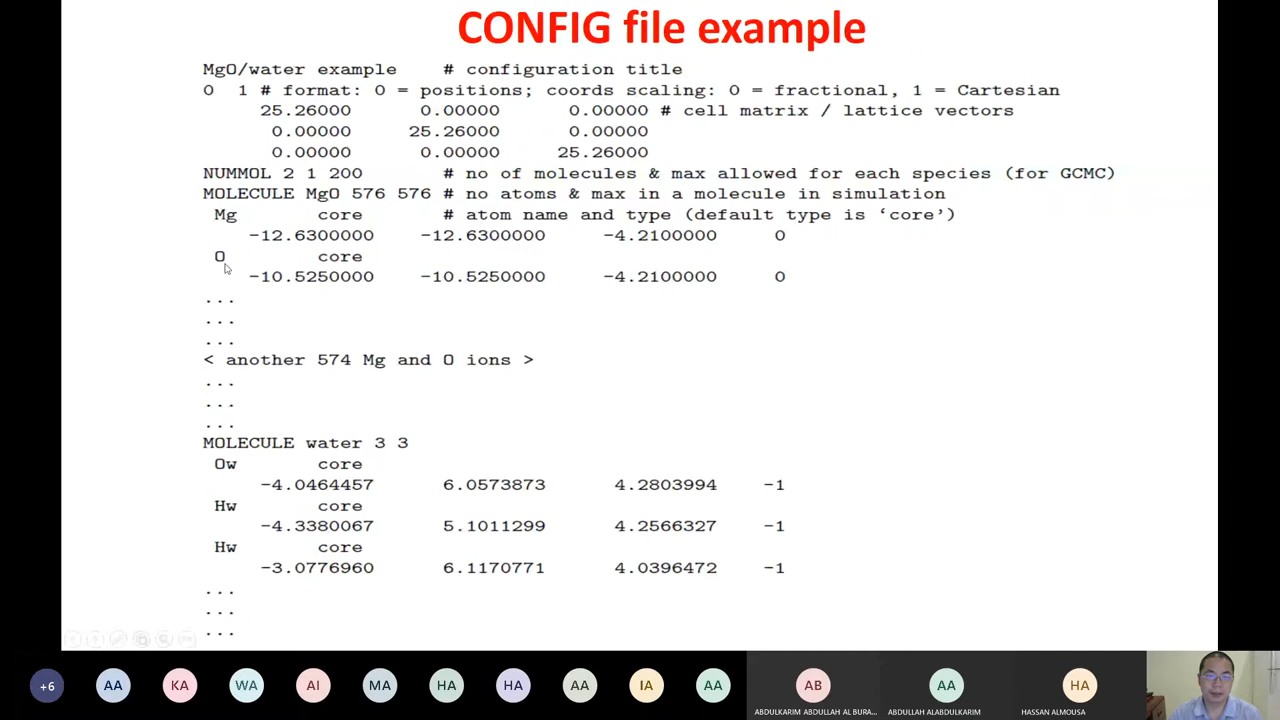 CONFIG file example
MgO/water example # configuration title
0 1 # format: 0 = positions; coords scaling: 0 = fractional, 1 = Cartesian
25.26000 0.00000 0.00000 # cell matrix / lattice vectors
0.00000 25.26000 0.00000
0.00000 0.00000 25.26000
NUMMOL 2 1 200 # no of molecules & max allowed for each species (for GCMC)
MOLECULE MgO 576 576 # no atoms & max in a molecule in simulation
Mg core # atom name and type (default type is ‘core’)
-12.6300000 -12.6300000 -4.2100000 0
O core
-10.5250000 -10.5250000 -4.2100000 0
...
...
...
< another 574 Mg and O ions >
...
...
...
MOLECULE water 3 3
Ow core
-4.0464457 6.0573873 4.2803994 -1
Hw core
-4.3380067 5.1011299 4.2566327 -1
Hw core
-3.0776960 6.1170771 4.0396472 -1
...
...
...
+6 AA KA WA AI MA HA HA AA IA AA AB AA HA
ABDULKARIM ABDULLAH AL BURA... ABDULLAH ALABDULKARIM HASSAN ALMOUSA